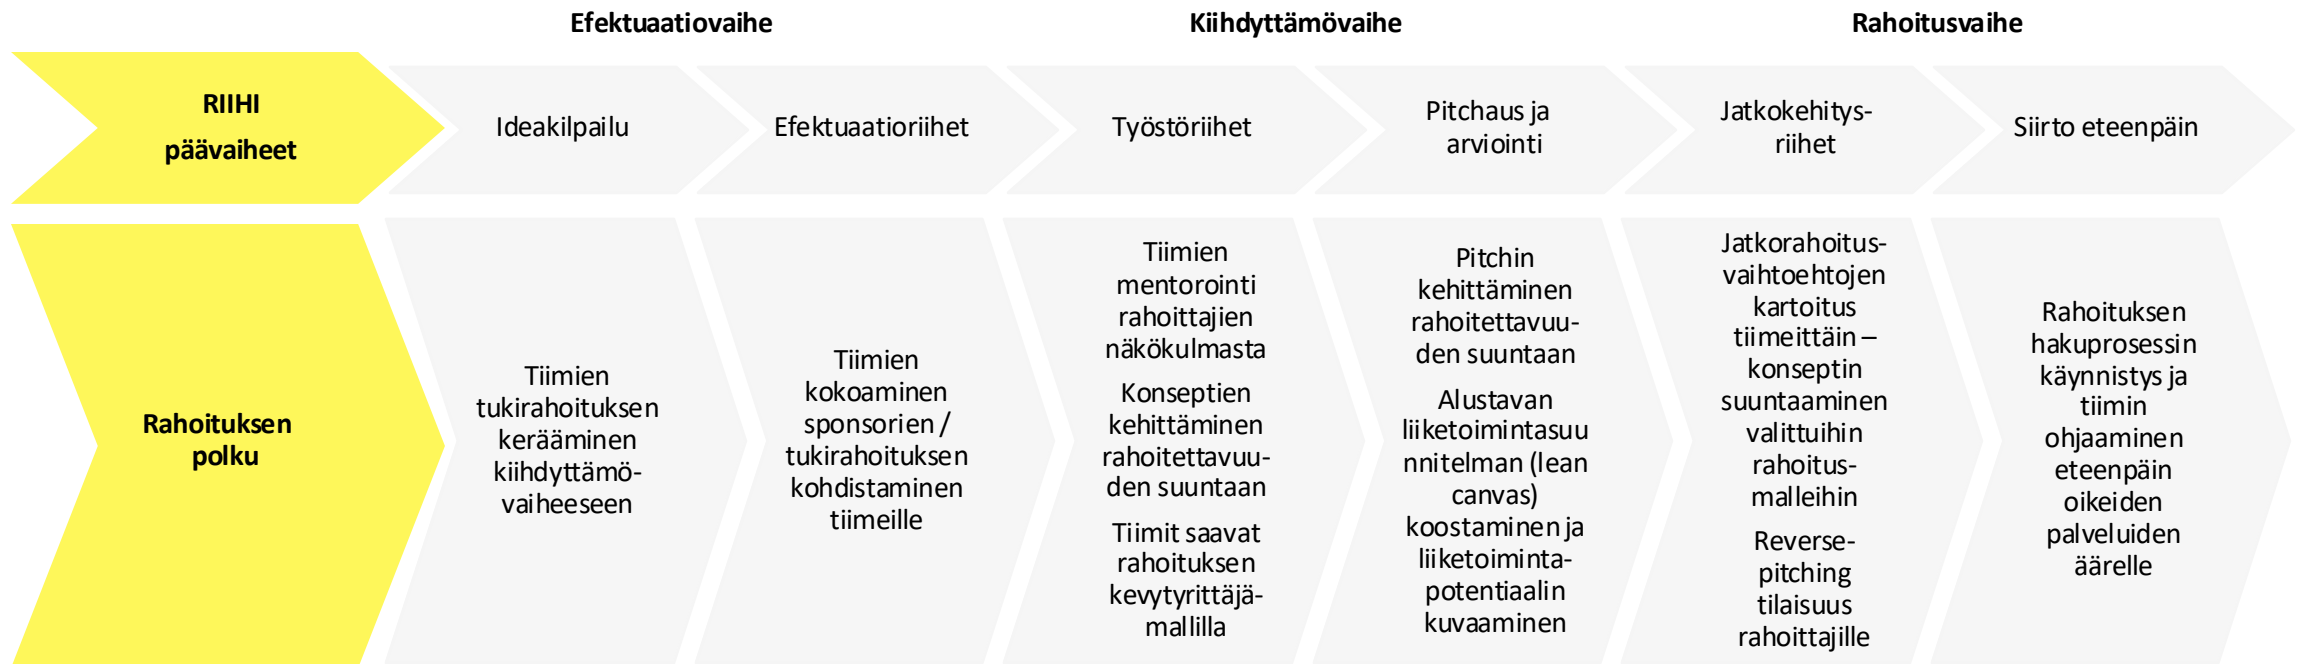 Efektuaatiovaihe
Kiihdyttämövaihe
Rahoitusvaihe
RIIHI
päävaiheet
Ideakilpailu
Efektuaatioriihet
Työstöriihet
Pitchaus ja
arviointi
Jatkokehitys-
riihet
Siirto eteenpäin
Rahoituksen
polku
Tiimien
tukirahoituksen
kerääminen
kiihdyttämö-
vaiheeseen
Tiimien
kokoaminen
sponsorien /
tukirahoituksen
kohdistaminen
tiimeille
Tiimien
mentorointi
rahoittajien
näkökulmasta
Konseptien
kehittäminen
rahoitettavuu-
den suuntaan
Tiimit saavat
rahoituksen
kevytyrittäjä-
mallilla
Pitchin
kehittäminen
rahoitettavuu-
den suuntaan
Alustavan
liiketoimintasuu
nnitelman (lean
canvas)
koostaminen ja
liiketoiminta-
potentiaalin
kuvaaminen
Jatkorahoitus-
vaihtoehtojen
kartoitus
tiimeittäin –
konseptin
suuntaaminen
valittuihin
rahoitus-
malleihin
Reverse-
pitching
tilaisuus
rahoittajille
Rahoituksen
hakuprosessin
käynnistys ja
tiimin
ohjaaminen
eteenpäin
oikeiden
palveluiden
äärelle